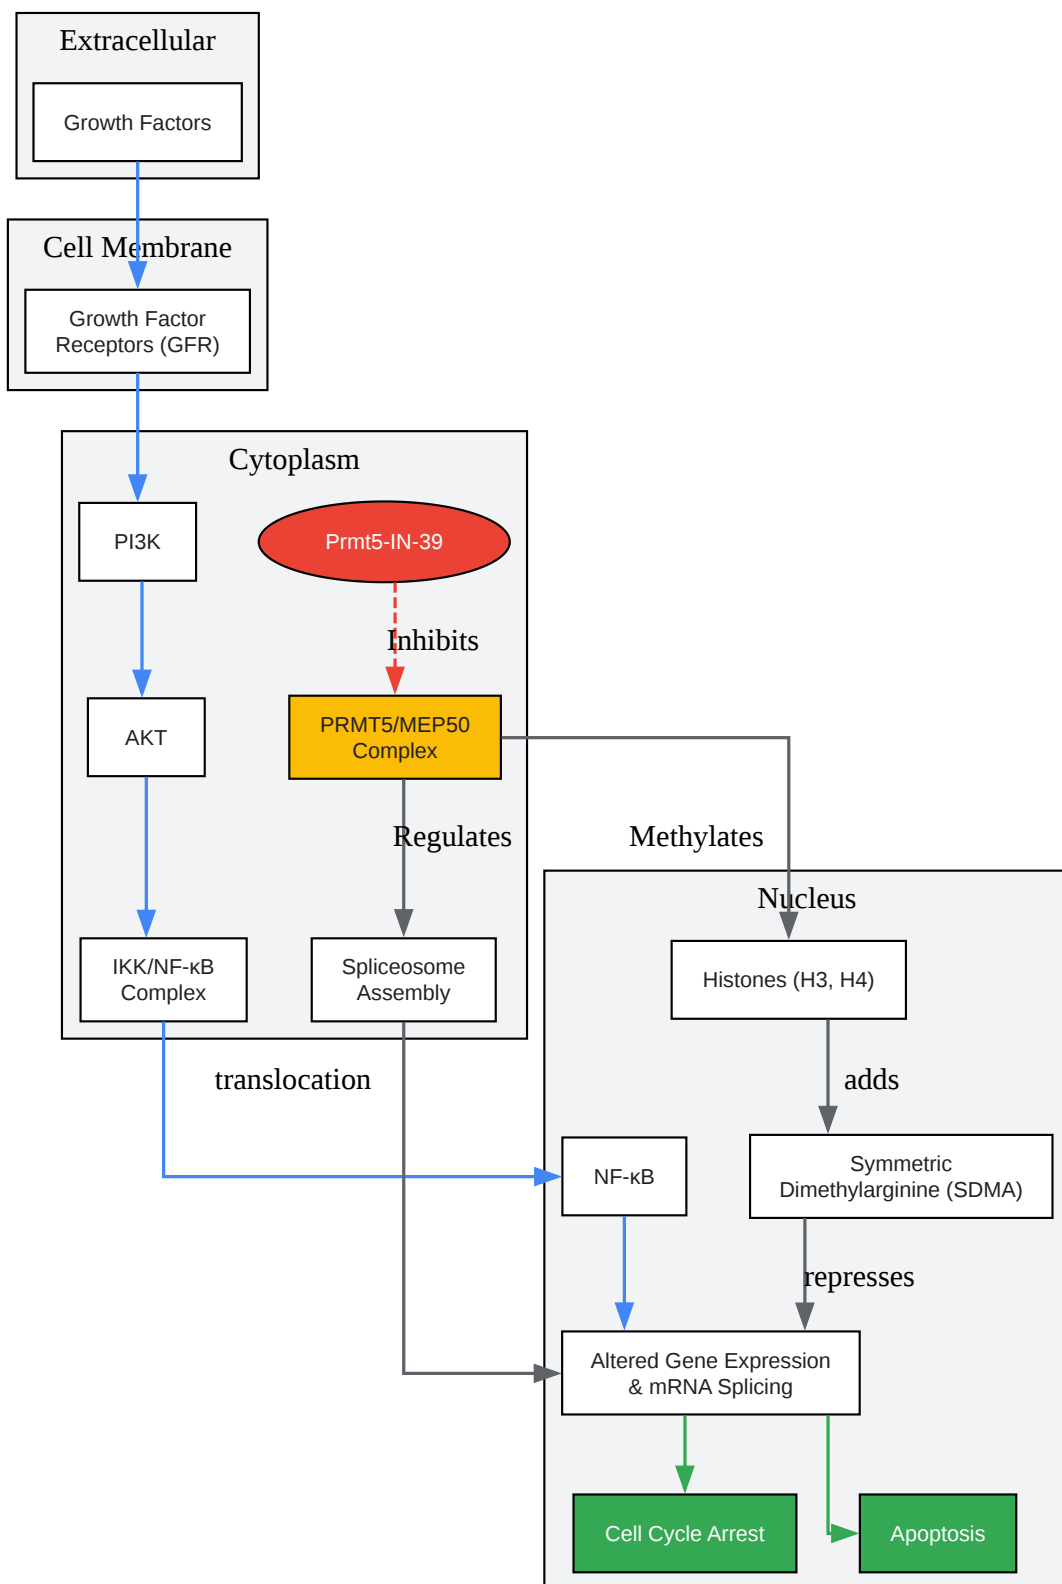 Extracellular
Growth Factors
Cell Membrane
Growth Factor
Receptors (GFR)
Cytoplasm
PI3K
Prmt5-IN-39
Inhibits
AKT
PRMT5/MEP50
Complex
Regulates
Methylates
Nucleus
IKK/NF-κB
Complex
Spliceosome
Assembly
Histones (H3, H4)
translocation
adds
NF-κB
Symmetric
Dimethylarginine (SDMA)
represses
Altered Gene Expression
& mRNA Splicing
Cell Cycle Arrest
Apoptosis